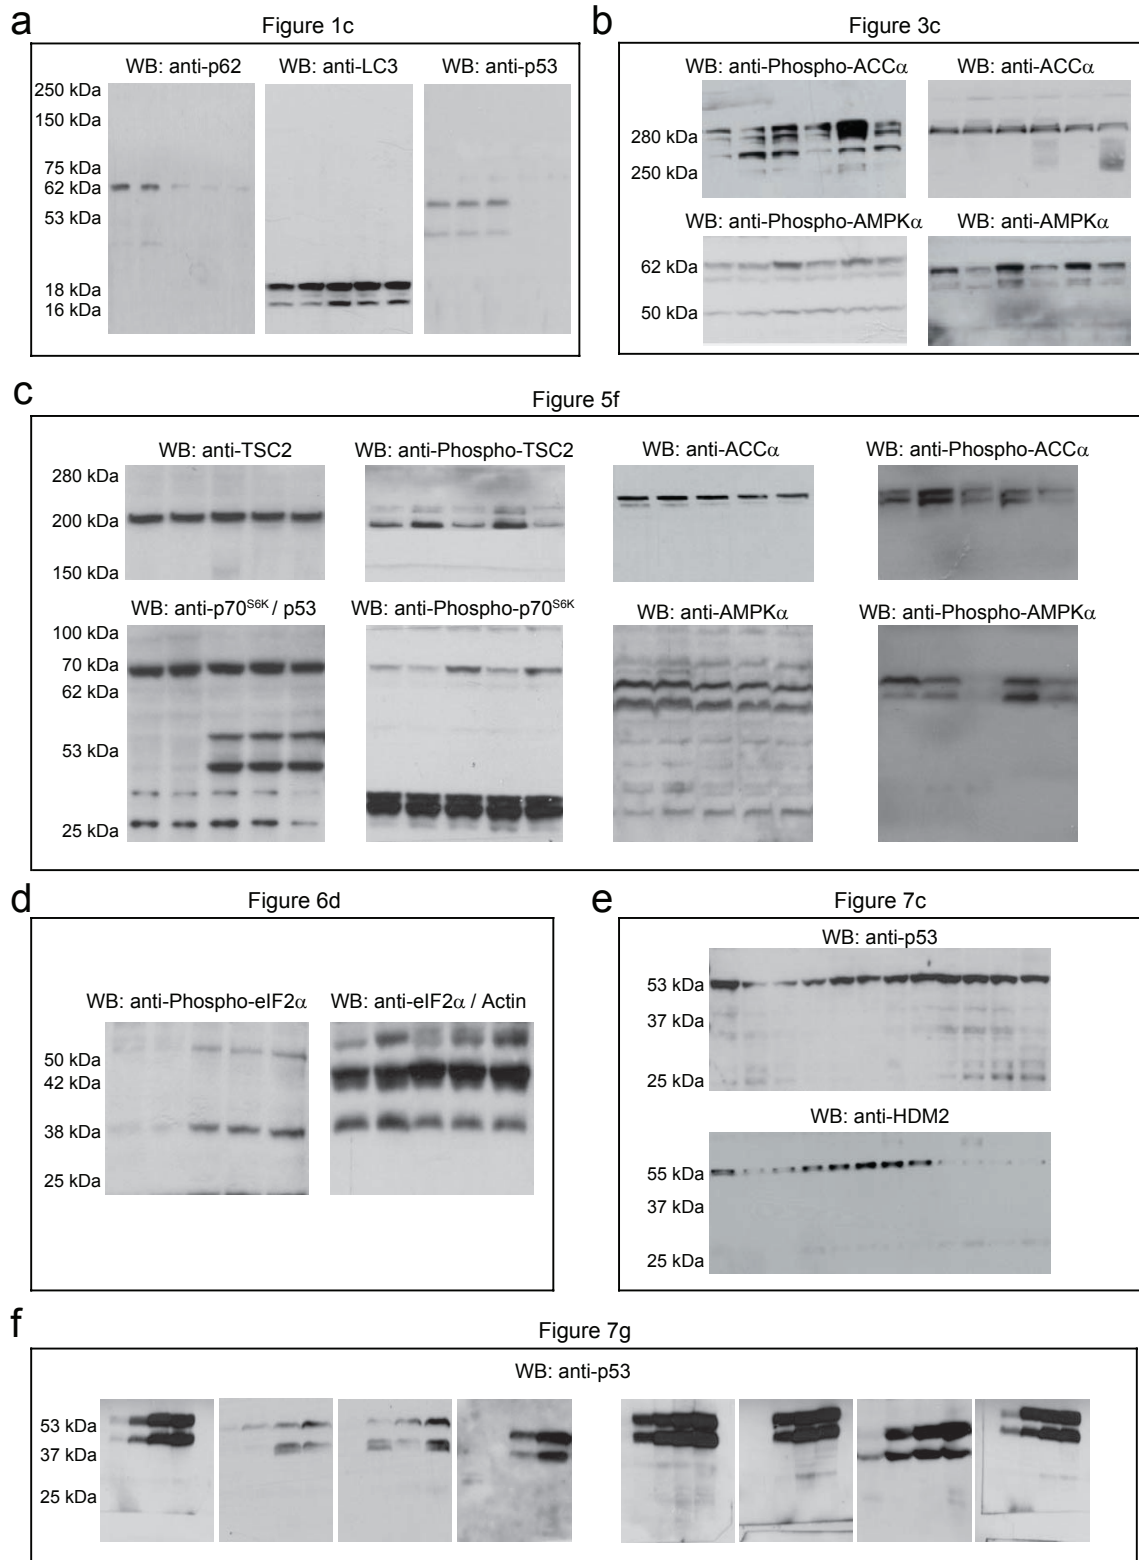 a
Figure 1c
WB: anti-p62
WB: anti-LC3
WB: anti-p53
250 kDa
150 kDa
75 kDa
62 kDa
53 kDa
18 kDa
16 kDa
b
Figure 3c
WB: anti-Phospho-ACCα
WB: anti-ACCα
280 kDa
250 kDa
WB: anti-Phospho-AMPKα
WB: anti-AMPKα
62 kDa
50 kDa
c
Figure 5f
WB: anti-TSC2
WB: anti-Phospho-TSC2
WB: anti-ACCα
WB: anti-Phospho-ACCα
280 kDa
200 kDa
150 kDa
WB: anti-p70S6K / p53
WB: anti-Phospho-p70S6K
WB: anti-AMPKα
WB: anti-Phospho-AMPKα
100 kDa
70 kDa
62 kDa
53 kDa
25 kDa
d
Figure 6d
WB: anti-Phospho-eIF2α
WB: anti-eIF2α / Actin
50 kDa
42 kDa
38 kDa
25 kDa
e
Figure 7c
WB: anti-p53
53 kDa
37 kDa
25 kDa
WB: anti-HDM2
55 kDa
37 kDa
25 kDa
f
Figure 7g
WB: anti-p53
53 kDa
37 kDa
25 kDa